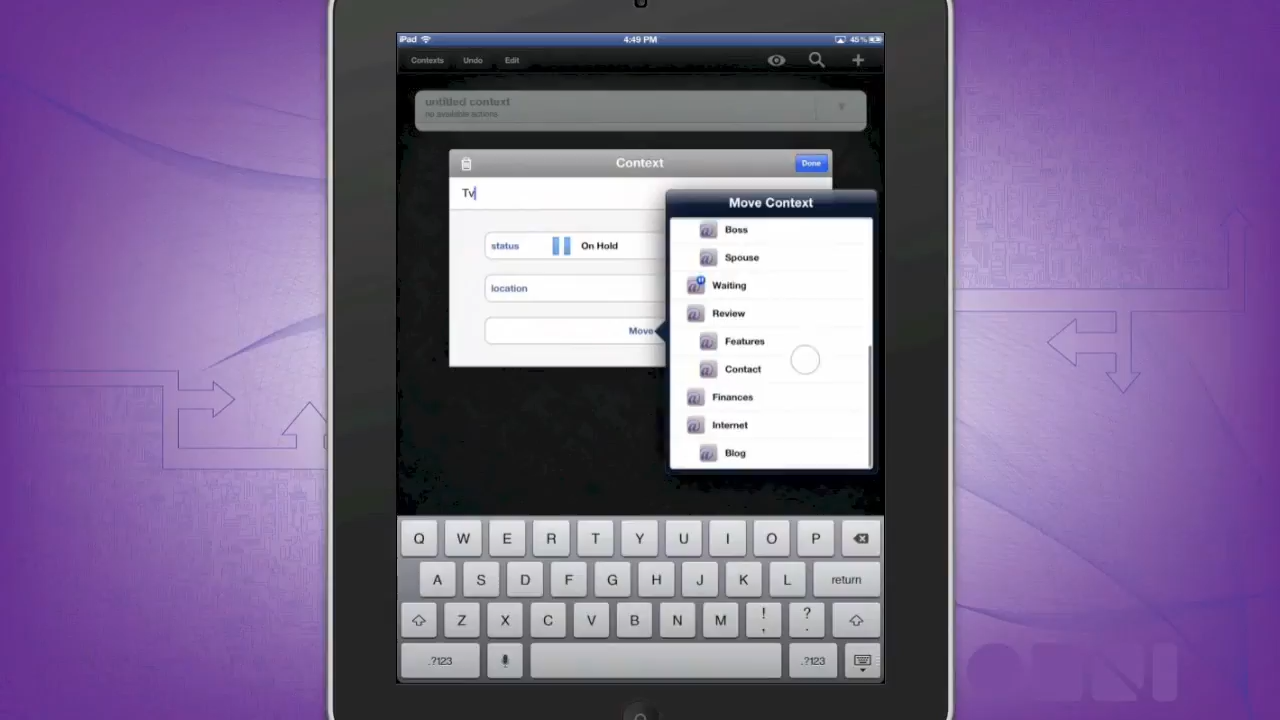 iPad
4:49 PM
45%
Contexts
Undo
Edit
untitled context
no available actions
Context
Done
Tv
Move Context
status
On Hold
location
Move
Boss
Spouse
Waiting
Review
Features
Contact
Finances
Internet
Blog
Q W E R T Y U I O P
A S D F G H J K L return
Z X C V B N M ! , ? .
.?123
.?123
OMNI